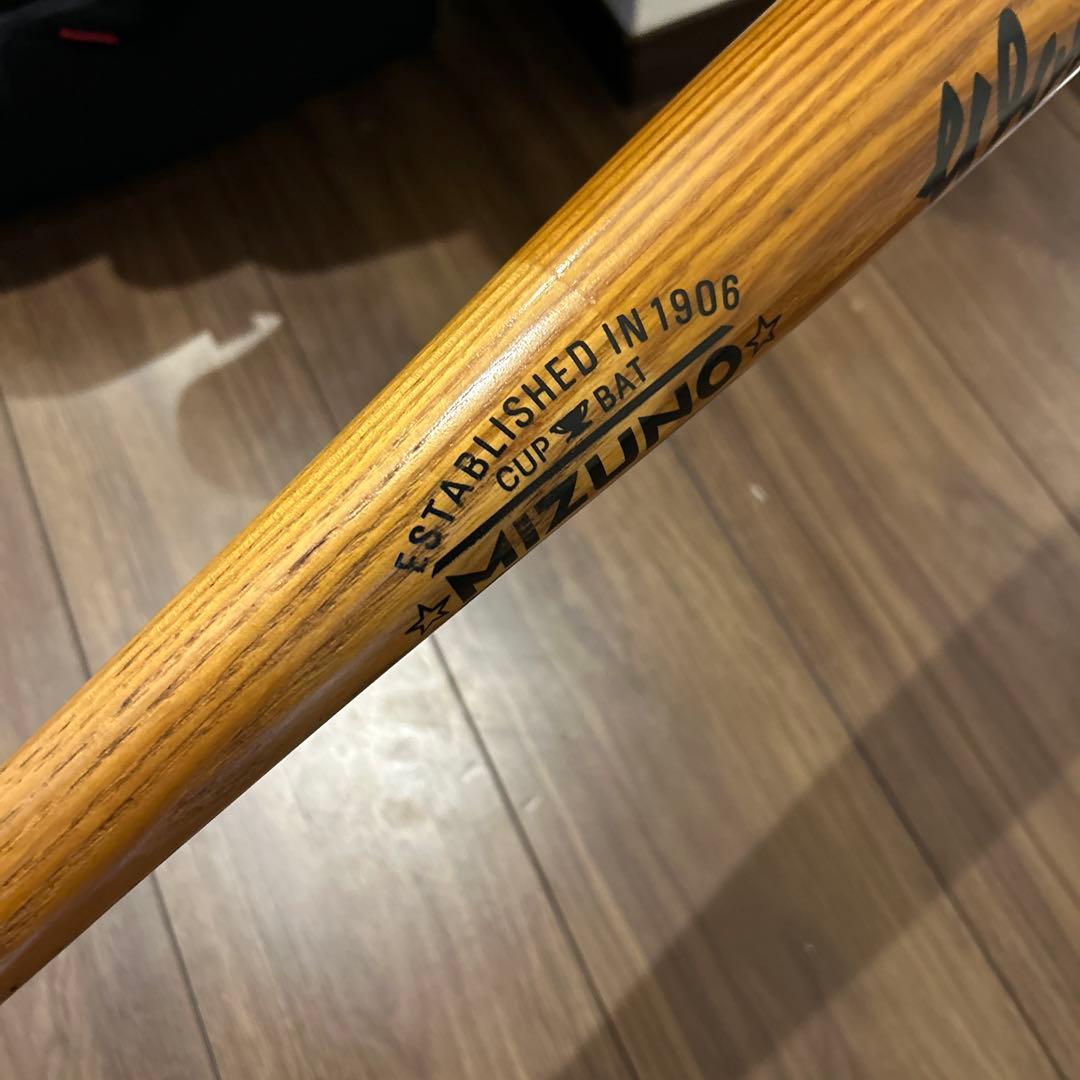 ESTABLISHED IN 1906
CUP BAT
MIZUNO